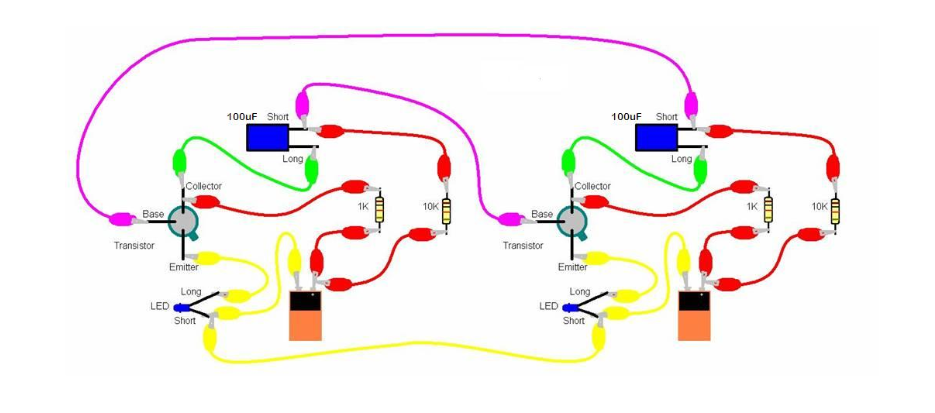 100uF Short
Long
Collector
1K
10K
Base
Transistor
Emitter
Long
LED
Short
100uF Short
Long
Collector
1K
10K
Base
Transistor
Emitter
Long
LED
Short